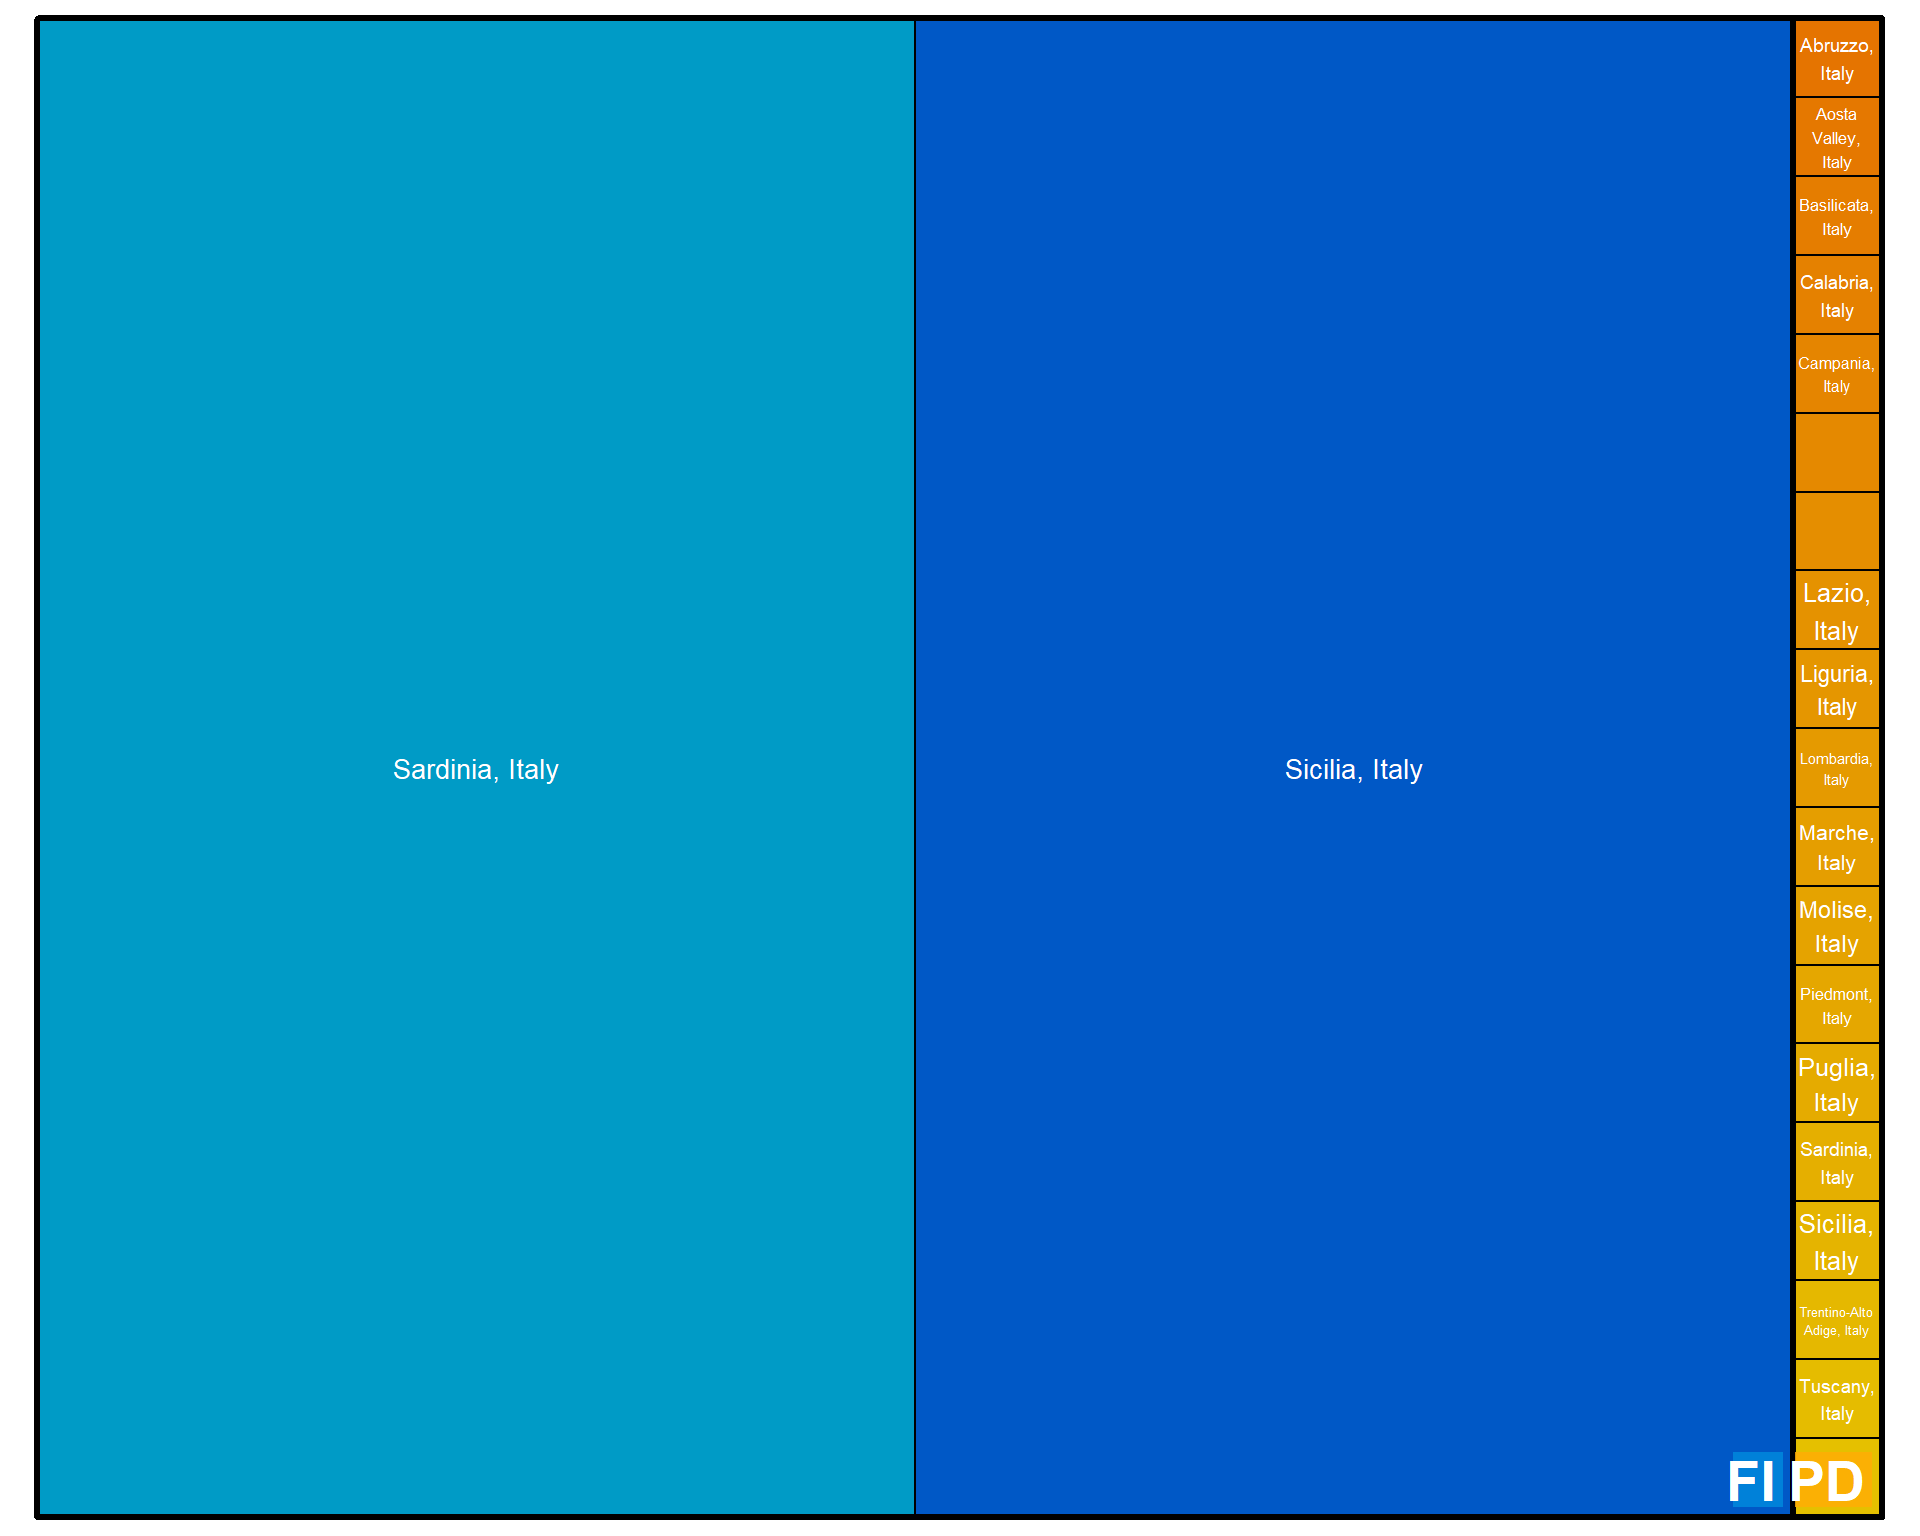 Sardinia, Italy
Sicilia, Italy
Abruzzo,
Italy
Aosta
Valley,
Italy
Basilicata,
Italy
Calabria,
Italy
Campania,
Italy
Lazio,
Italy
Liguria,
Italy
Lombardia,
Italy
Marche,
Italy
Molise,
Italy
Piedmont,
Italy
Puglia,
Italy
Sardinia,
Italy
Sicilia,
Italy
Trentino-Alto
Adige, Italy
Tuscany,
Italy
FI PD